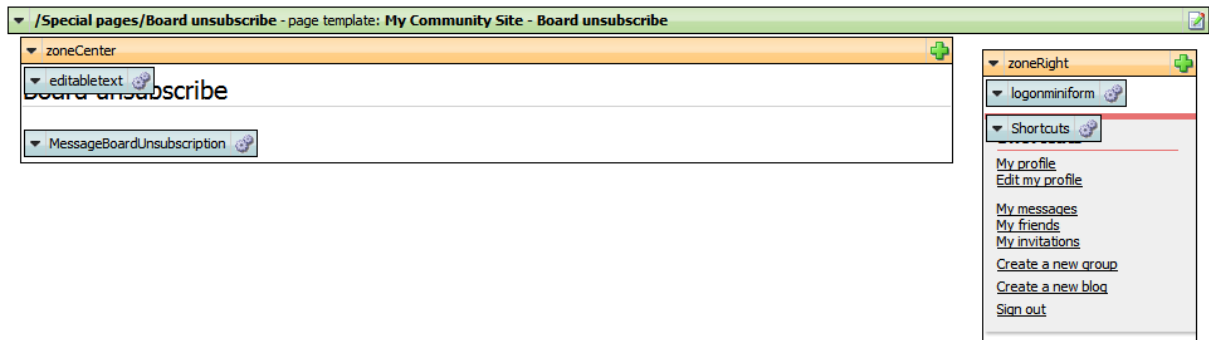 /Special pages/Board unsubscribe - page template: My Community Site - Board unsubscribe
zoneCenter
editabletext
Board unsubscribe
MessageBoardUnsubscription
zoneRight
logonminiform
Shortcuts
My profile
Edit my profile
My messages
My friends
My invitations
Create a new group
Create a new blog
Sign out